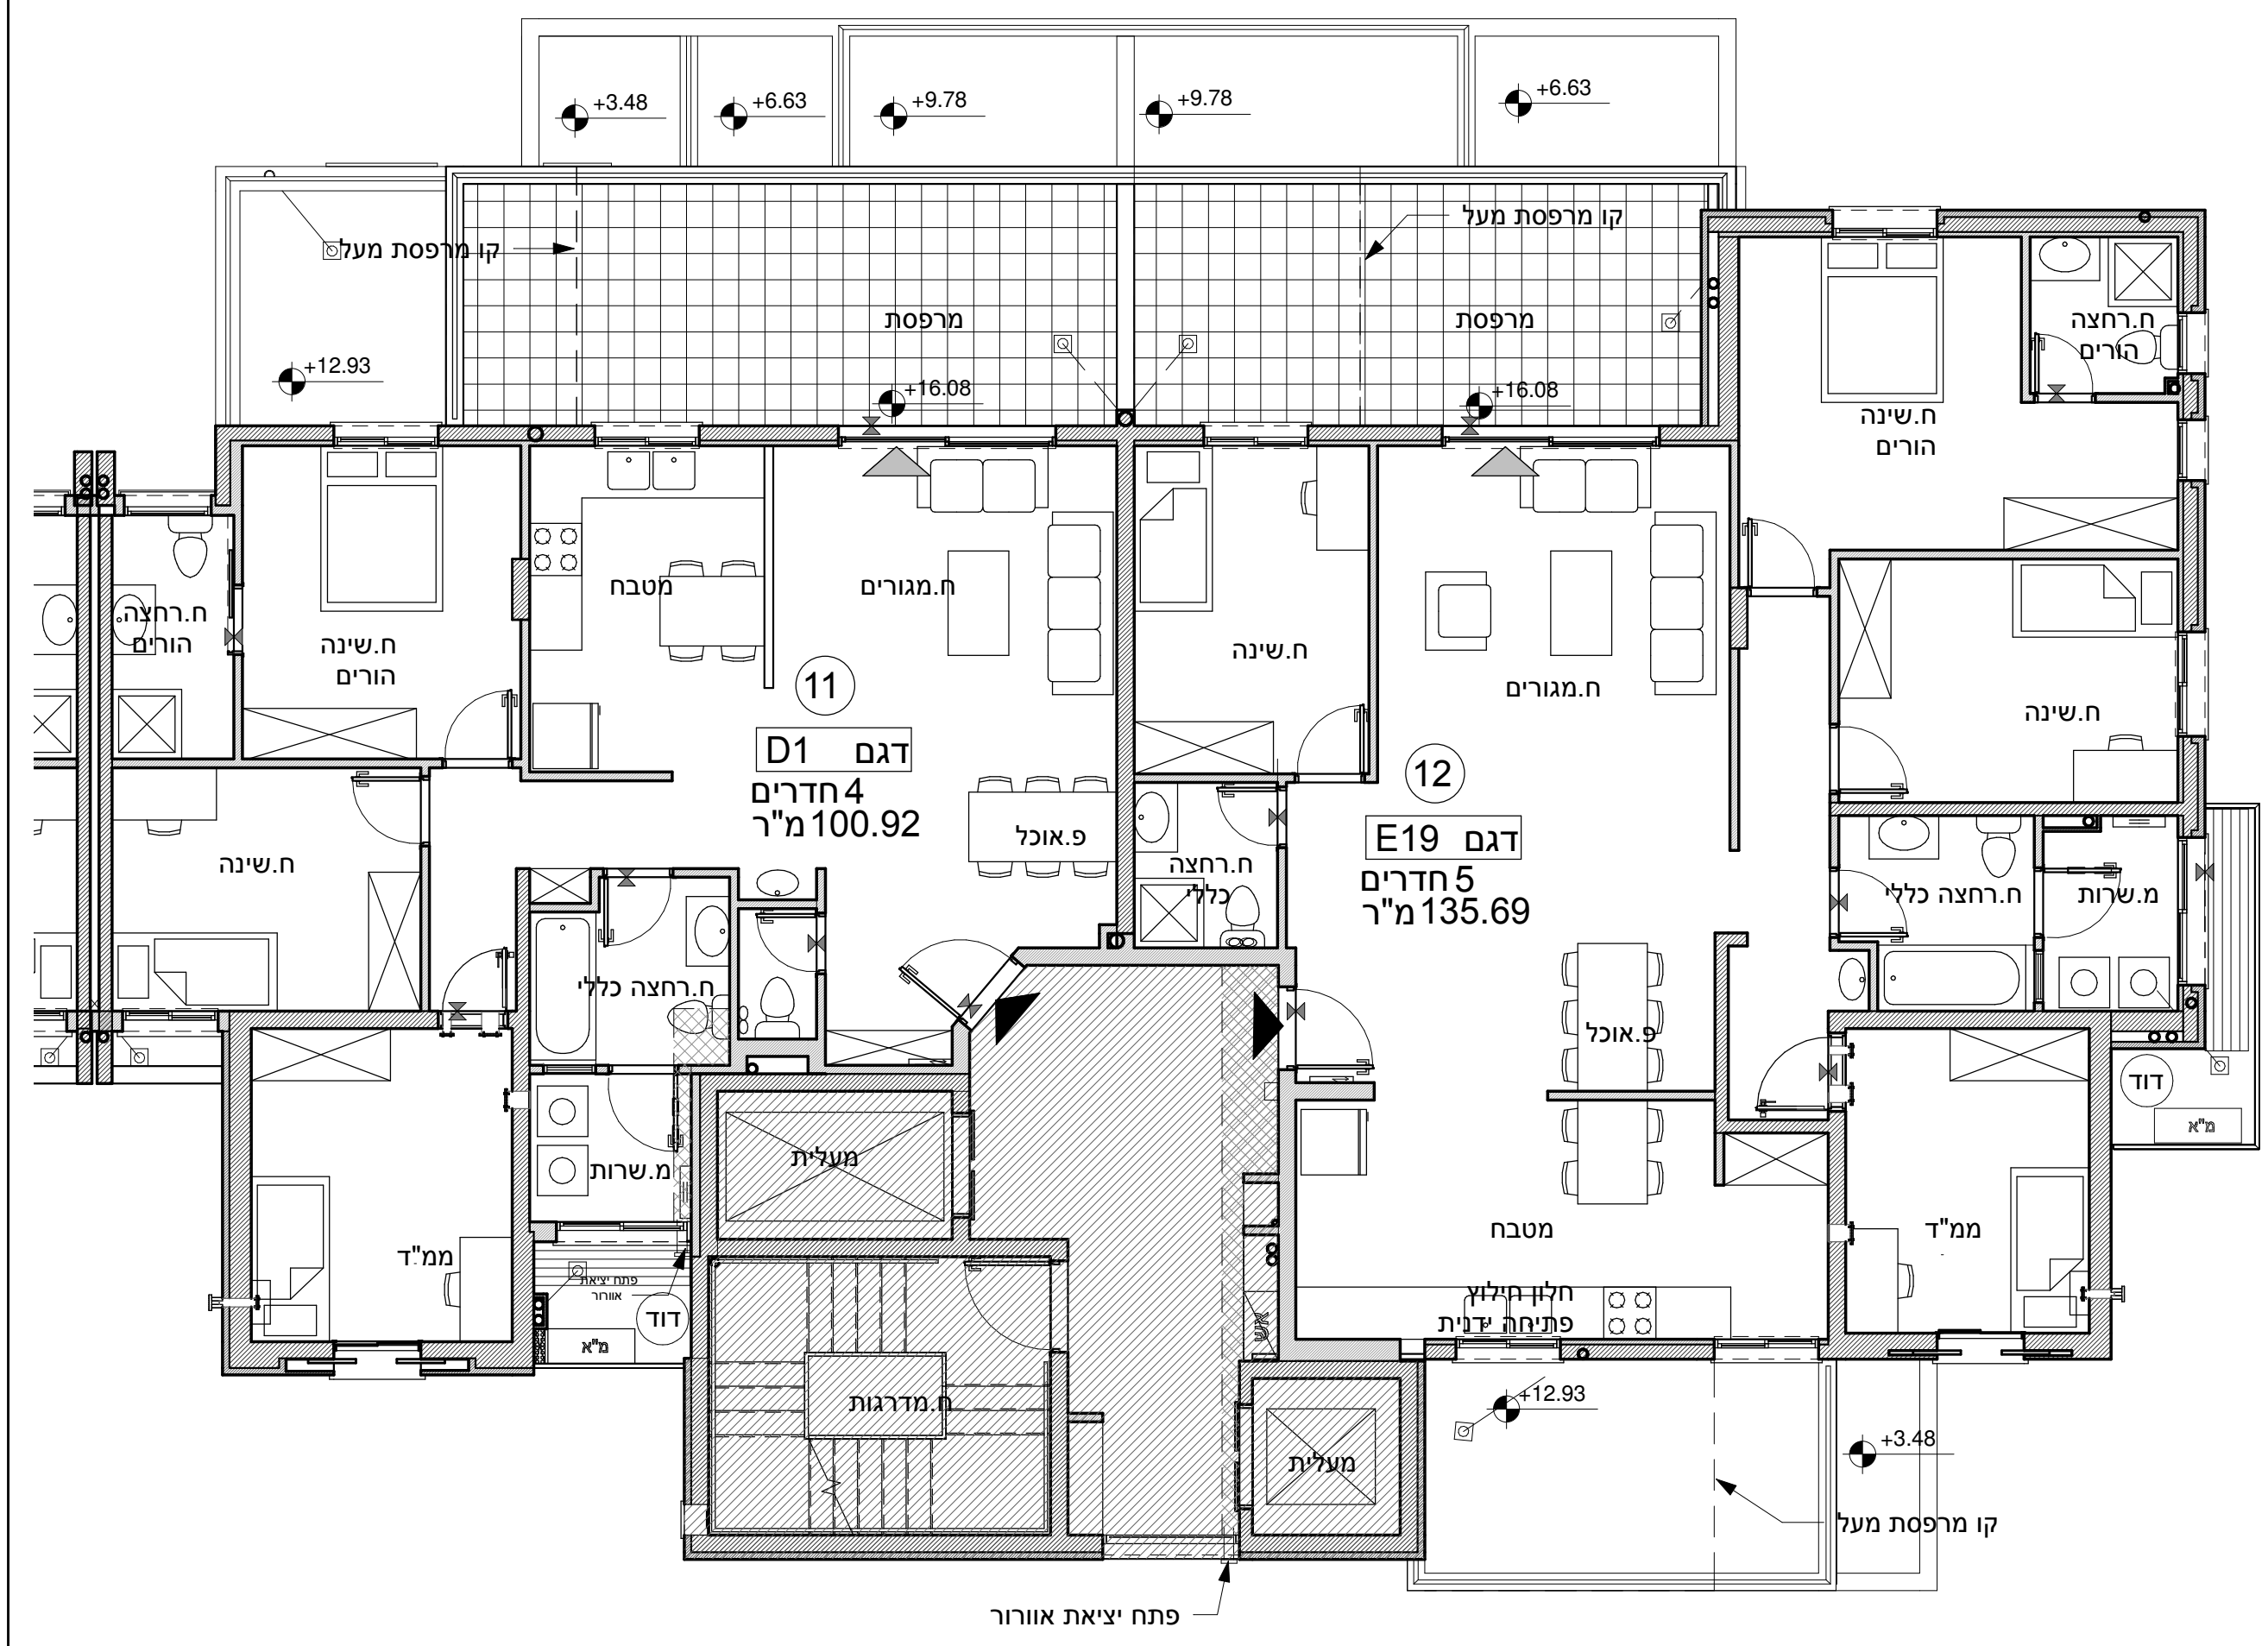 +3.48
+6.63
+9.78
+9.78
+6.63
קו מרפסת מעל
קו מרפסת מעל
מרפסת
מרפסת
+12.93
+16.08
+16.08
ח.רחצה
הורים
ח.שינה
הורים
ח.רחצה
הורים
ח.שינה
הורים
מטבח
ח.מגורים
11
דגם D1
4 חדרים
100.92 מ"ר
פ.אוכל
ח.שינה
ח.מגורים
12
דגם E19
5 חדרים
135.69 מ"ר
ח.שינה
ח.שינה
ח.רחצה
כללי
ח.רחצה כללי
מ.שרות
ח.רחצה כללי
פ.אוכל
דוד
מ"א
מעלית
מ.שרות
ממ"ד
פתח יציאת
אוורור
דוד
מ"א
מטבח
ממ"ד
חלון חילוץ
פתיחה ידנית
אש
ח.מדרגות
מעלית
+12.93
+3.48
קו מרפסת מעל
פתח יציאת אוורור